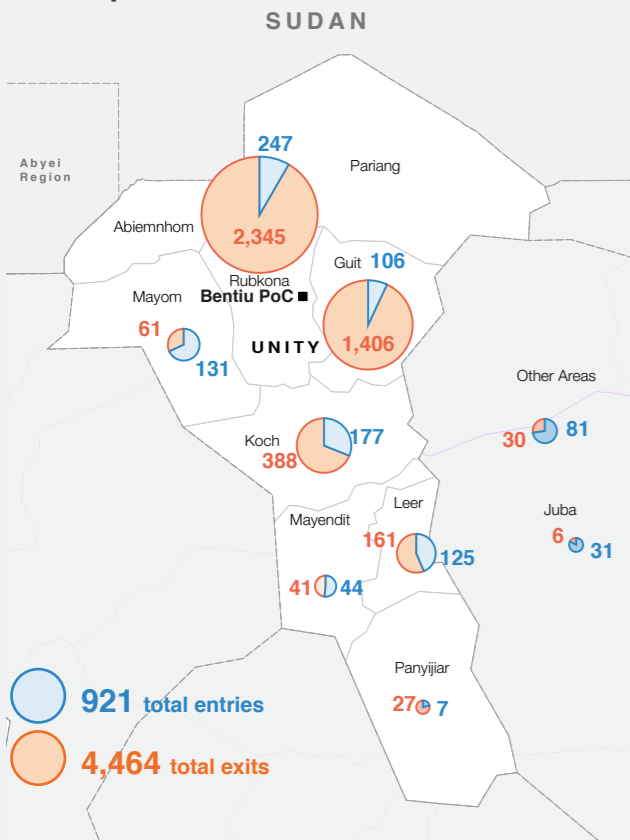 SUDAN
247
Abyei
Region
Pariang
Abiemnhom
2,345
Guit 106
Rubkona
Mayom
Bentiu PoC
61
UNITY
1,406
131
Other Areas
Koch
177
30
81
388
Leer
Juba
Mayendit
161
6
31
125
41
44
Panyijiar
27
7
921 total entries
4,464 total exits